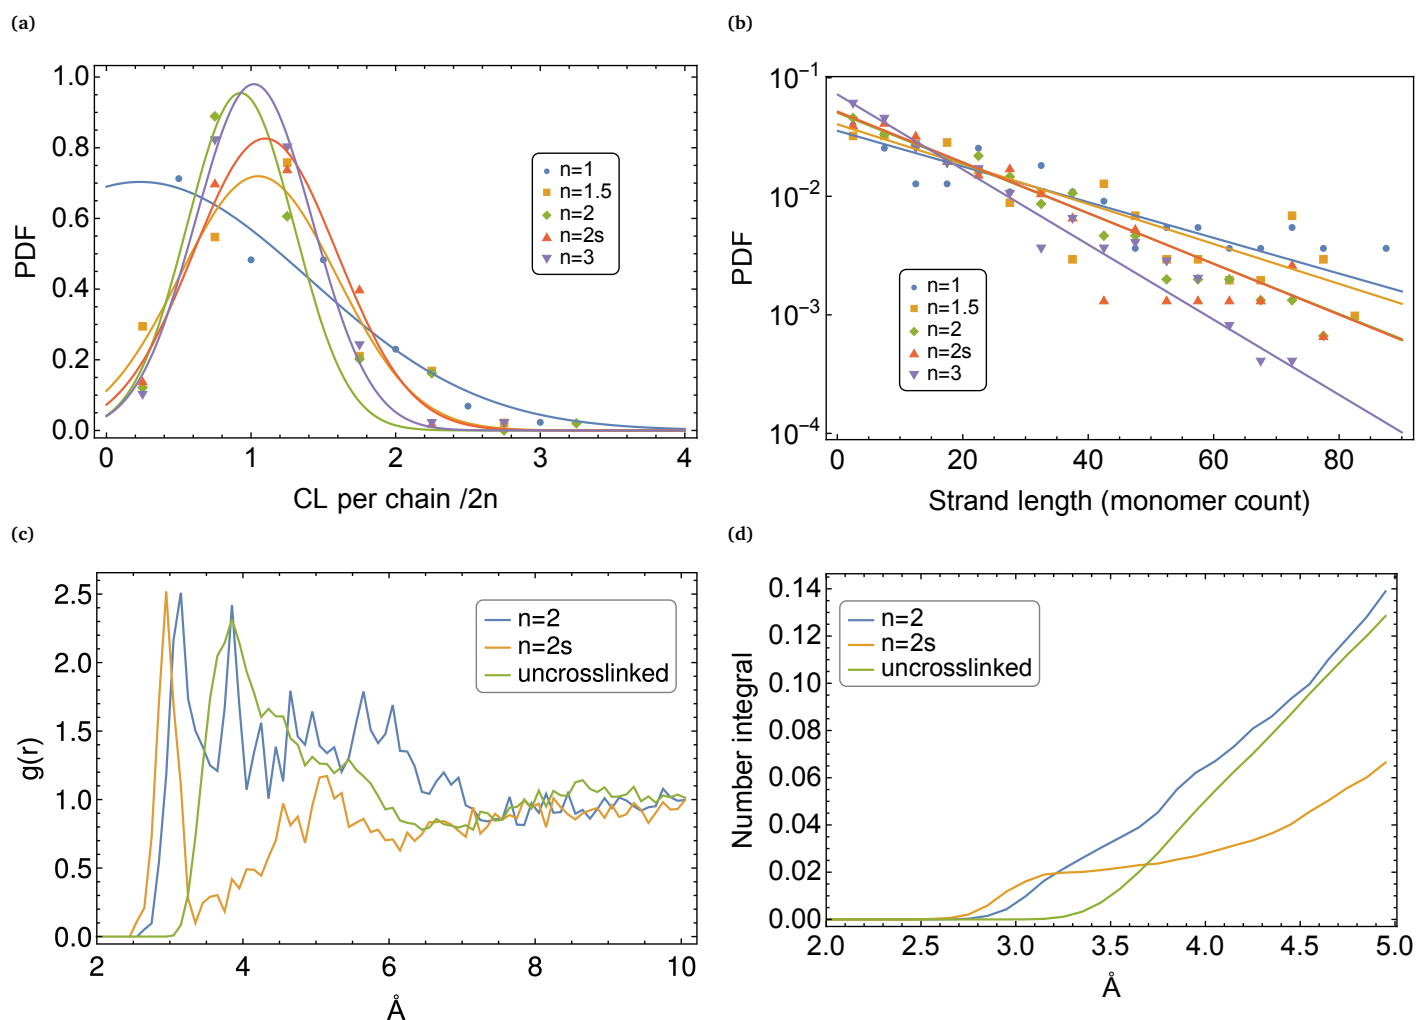 (a)
PDF
1.0
0.8
0.6
0.4
0.2
0.0
0
1
2
3
4
CL per chain /2n
n=1
n=1.5
n=2
n=2s
n=3
(b)
PDF
10−1
10−2
10−3
10−4
0
20
40
60
80
Strand length (monomer count)
n=1
n=1.5
n=2
n=2s
n=3
(c)
g(r)
2.5
2.0
1.5
1.0
0.5
0.0
2
4
6
8
10
Å
n=2
n=2s
uncrosslinked
(d)
Number integral
0.14
0.12
0.10
0.08
0.06
0.04
0.02
0.00
2.0
2.5
3.0
3.5
4.0
4.5
5.0
Å
n=2
n=2s
uncrosslinked